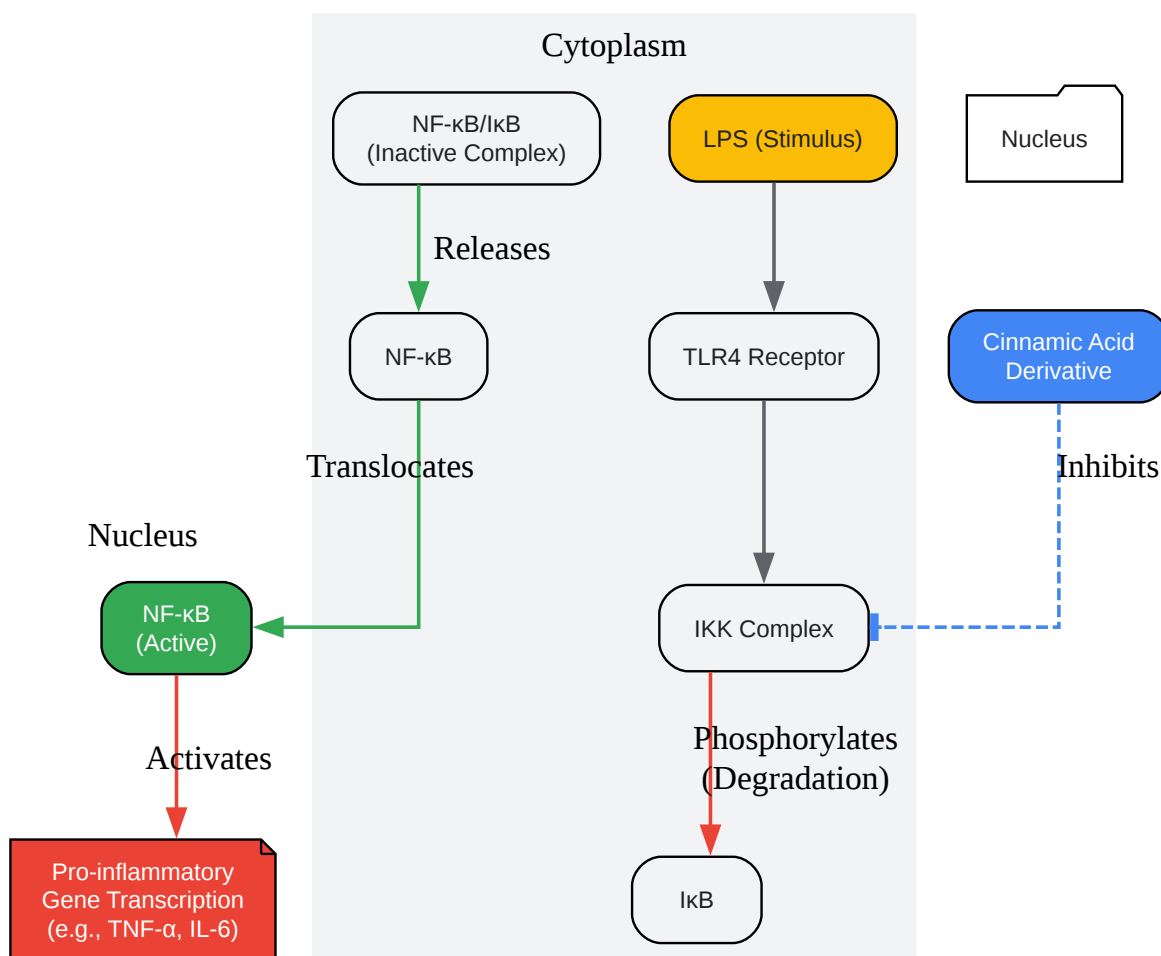 Cytoplasm
NF-κB/IκB
(Inactive Complex)
LPS (Stimulus)
Nucleus
Releases
NF-κB
TLR4 Receptor
Cinnamic Acid
Derivative
Translocates
Inhibits
Nucleus
NF-κB
(Active)
IKK Complex
Activates
Phosphorylates
(Degradation)
Pro-inflammatory
Gene Transcription
(e.g., TNF-α, IL-6)
IκB